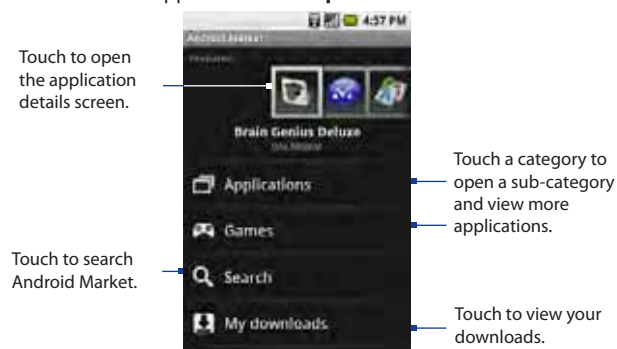 4:57 PM
Android Market
Featured
Touch to open
the application
details screen.
Brain Genius Deluxe
Applications
Touch a category to
open a sub-category
and view more
applications.
Games
Touch to search
Android Market.
Search
My downloads
Touch to view your
downloads.